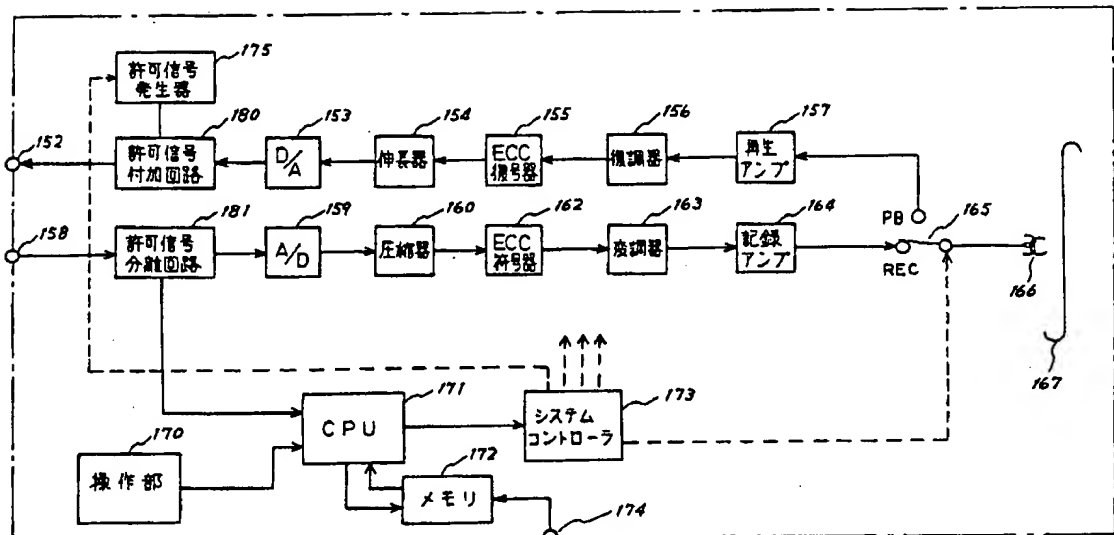 許可信号
発生器
175
152
許可信号
付加回路
180
D/A
153
伸長器
154
ECC
復号器
155
復調器
156
再生
アンプ
157
158
許可信号
分離回路
181
A/D
159
圧縮器
160
ECC
符号器
162
変調器
163
記録
アンプ
164
PB
REC
165
166
167
操作部
170
CPU
171
メモリ
172
システム
コントローラ
173
174